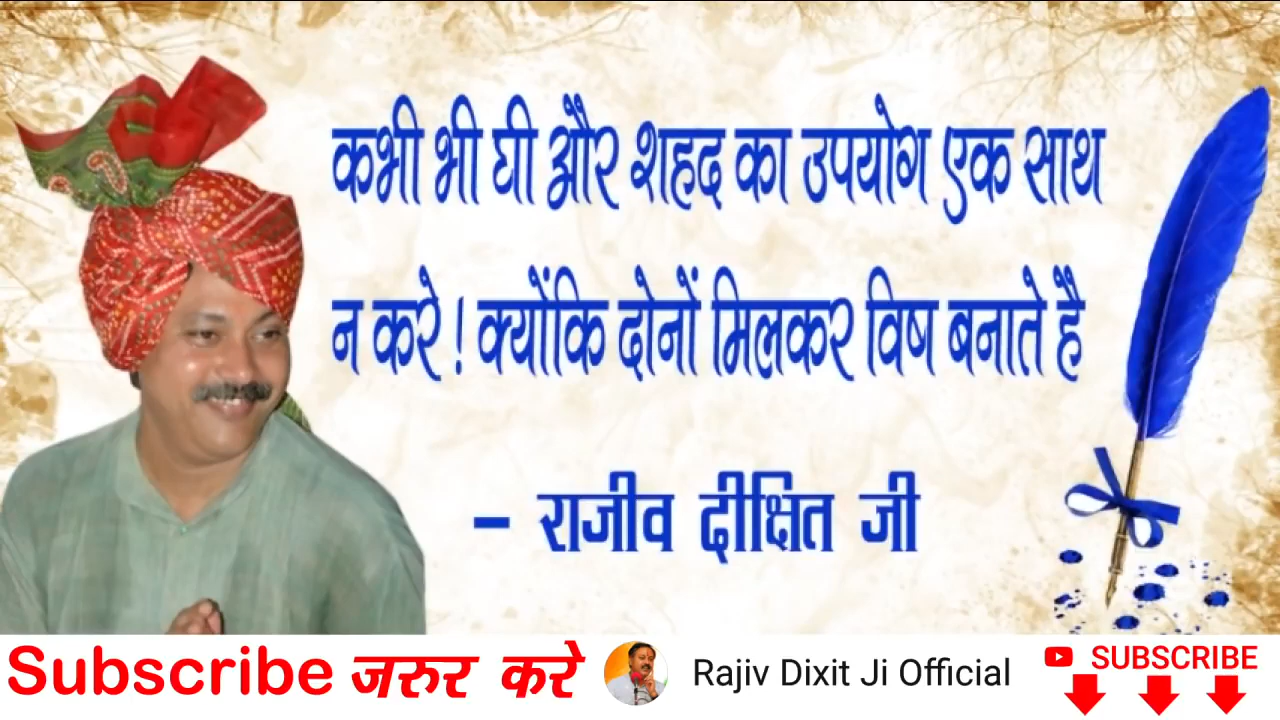 कभी भी घी और शहद का उपयोग एक साथ
न करे ! क्योंकि दोनों मिलकर विष बनाते है
- राजीव दीक्षित जी
Subscribe जरुर करे Rajiv Dixit Ji Official SUBSCRIBE